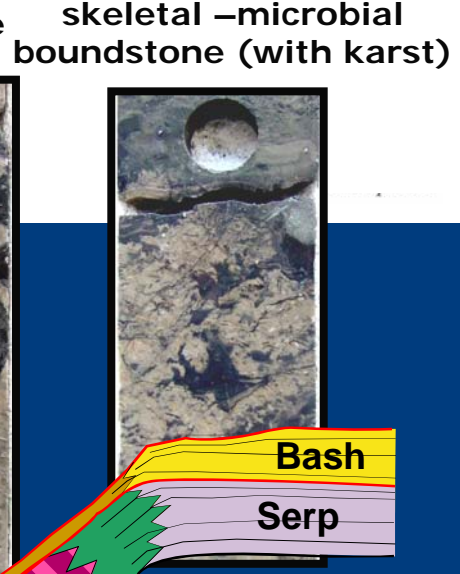 skeletal –microbial
e boundstone (with karst)
Bash
Serp